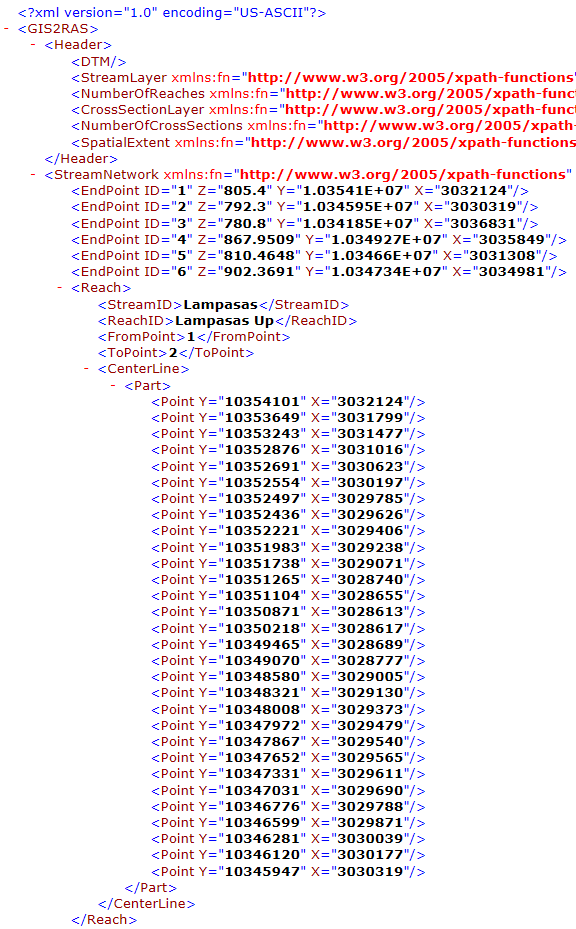 <?xml version="1.0" encoding="US-ASCII"?>
- <GIS2RAS>
- <Header>
<DTM/>
<StreamLayer xmlns:fn="http://www.w3.org/2005/xpath-functions"
<NumberOfReaches xmlns:fn="http://www.w3.org/2005/xpath-func
<CrossSectionLayer xmlns:fn="http://www.w3.org/2005/xpath-func
<NumberOfCrossSections xmlns:fn="http://www.w3.org/2005/xpath-
<SpatialExtent xmlns:fn="http://www.w3.org/2005/xpath-functions
</Header>
- <StreamNetwork xmlns:fn="http://www.w3.org/2005/xpath-functions"
<EndPoint ID="1" Z="805.4" Y="1.03541E+07" X="3032124"/>
<EndPoint ID="2" Z="792.3" Y="1.034595E+07" X="3030319"/>
<EndPoint ID="3" Z="780.8" Y="1.034185E+07" X="3036831"/>
<EndPoint ID="4" Z="867.9509" Y="1.034927E+07" X="3035849"/>
<EndPoint ID="5" Z="810.4648" Y="1.03466E+07" X="3031308"/>
<EndPoint ID="6" Z="902.3691" Y="1.034734E+07" X="3034981"/>
- <Reach>
<StreamID>Lampasas</StreamID>
<ReachID>Lampasas Up</ReachID>
<FromPoint>1</FromPoint>
<ToPoint>2</ToPoint>
- <CenterLine>
- <Part>
<Point Y="10354101" X="3032124"/>
<Point Y="10353649" X="3031799"/>
<Point Y="10353243" X="3031477"/>
<Point Y="10352876" X="3031016"/>
<Point Y="10352691" X="3030623"/>
<Point Y="10352554" X="3030197"/>
<Point Y="10352497" X="3029785"/>
<Point Y="10352436" X="3029626"/>
<Point Y="10352221" X="3029406"/>
<Point Y="10351983" X="3029238"/>
<Point Y="10351738" X="3029071"/>
<Point Y="10351265" X="3028740"/>
<Point Y="10351104" X="3028655"/>
<Point Y="10350871" X="3028613"/>
<Point Y="10350218" X="3028617"/>
<Point Y="10349465" X="3028689"/>
<Point Y="10349070" X="3028777"/>
<Point Y="10348580" X="3029005"/>
<Point Y="10348321" X="3029130"/>
<Point Y="10348008" X="3029373"/>
<Point Y="10347972" X="3029479"/>
<Point Y="10347867" X="3029540"/>
<Point Y="10347652" X="3029565"/>
<Point Y="10347331" X="3029611"/>
<Point Y="10347031" X="3029690"/>
<Point Y="10346776" X="3029788"/>
<Point Y="10346599" X="3029871"/>
<Point Y="10346281" X="3030039"/>
<Point Y="10346120" X="3030177"/>
<Point Y="10345947" X="3030319"/>
</Part>
</CenterLine>
</Reach>